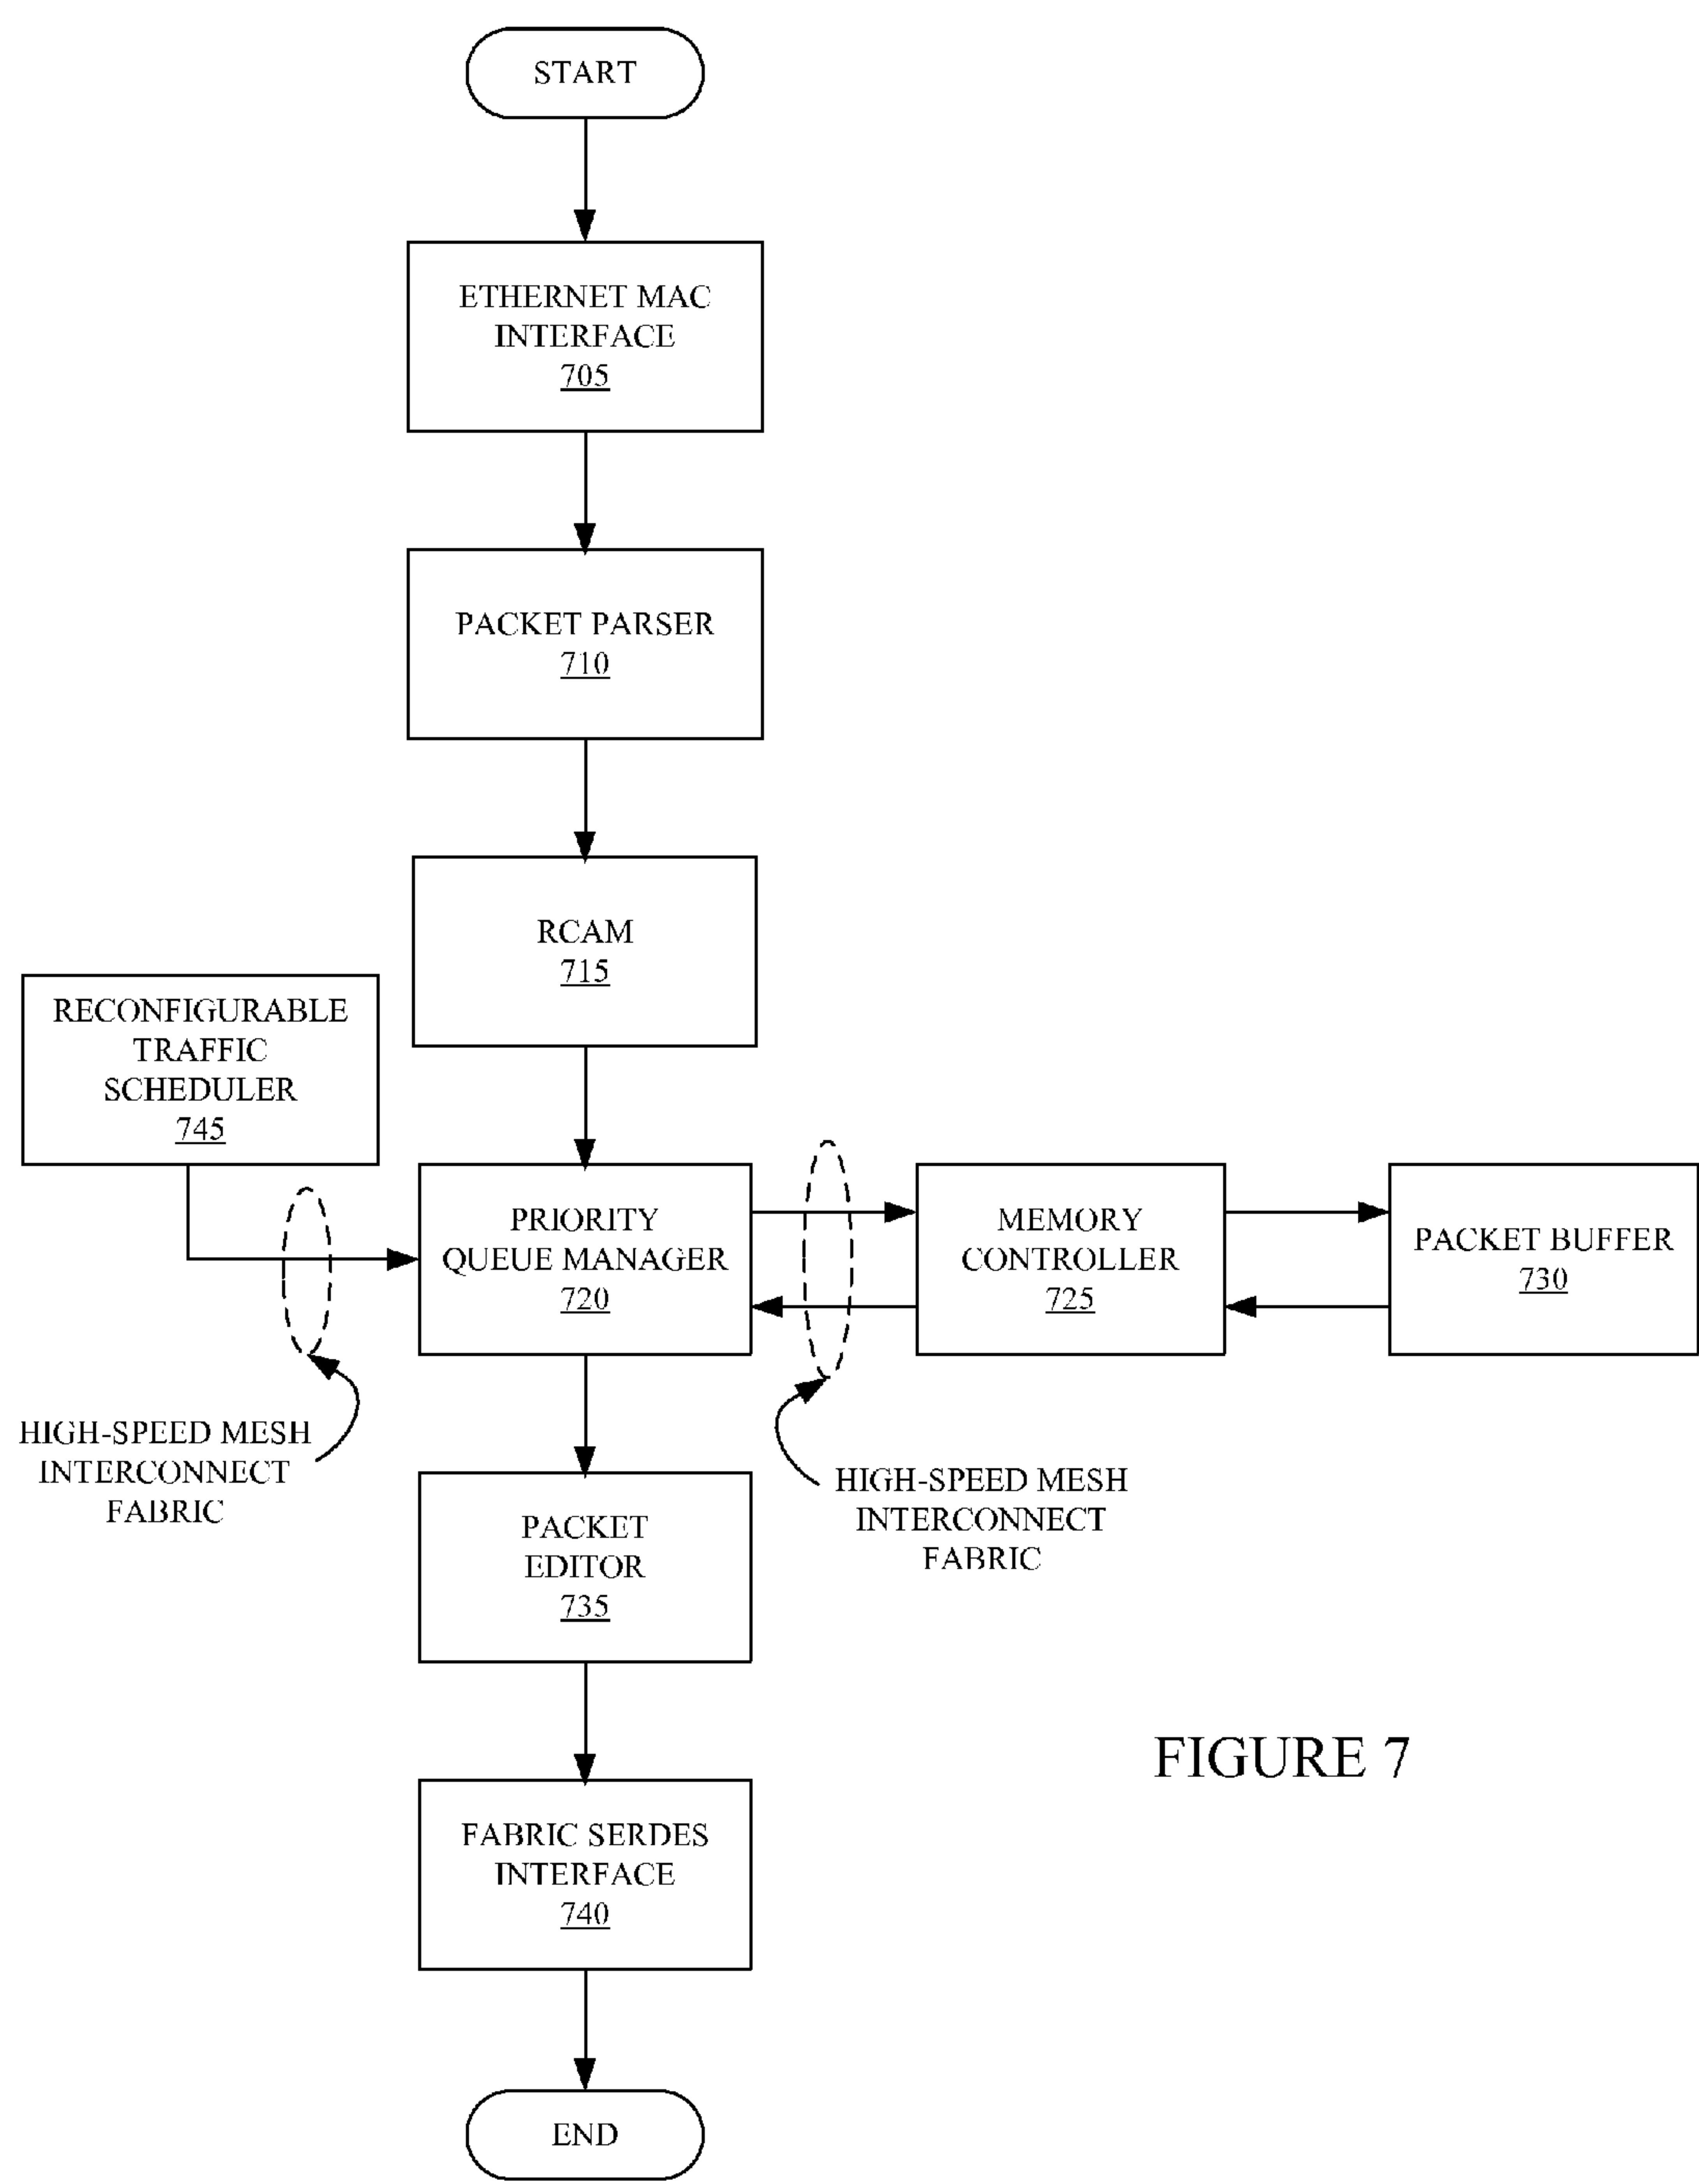 START
ETHERNET MAC
INTERFACE
705
PACKET PARSER
710
RCAM
715
RECONFIGURABLE
TRAFFIC
SCHEDULER
745
PRIORITY
QUEUE MANAGER
720
MEMORY
CONTROLLER
725
PACKET BUFFER
730
HIGH-SPEED MESH
INTERCONNECT
FABRIC
HIGH-SPEED MESH
INTERCONNECT
FABRIC
PACKET
EDITOR
735
FIGURE 7
FABRIC SERDES
INTERFACE
740
END